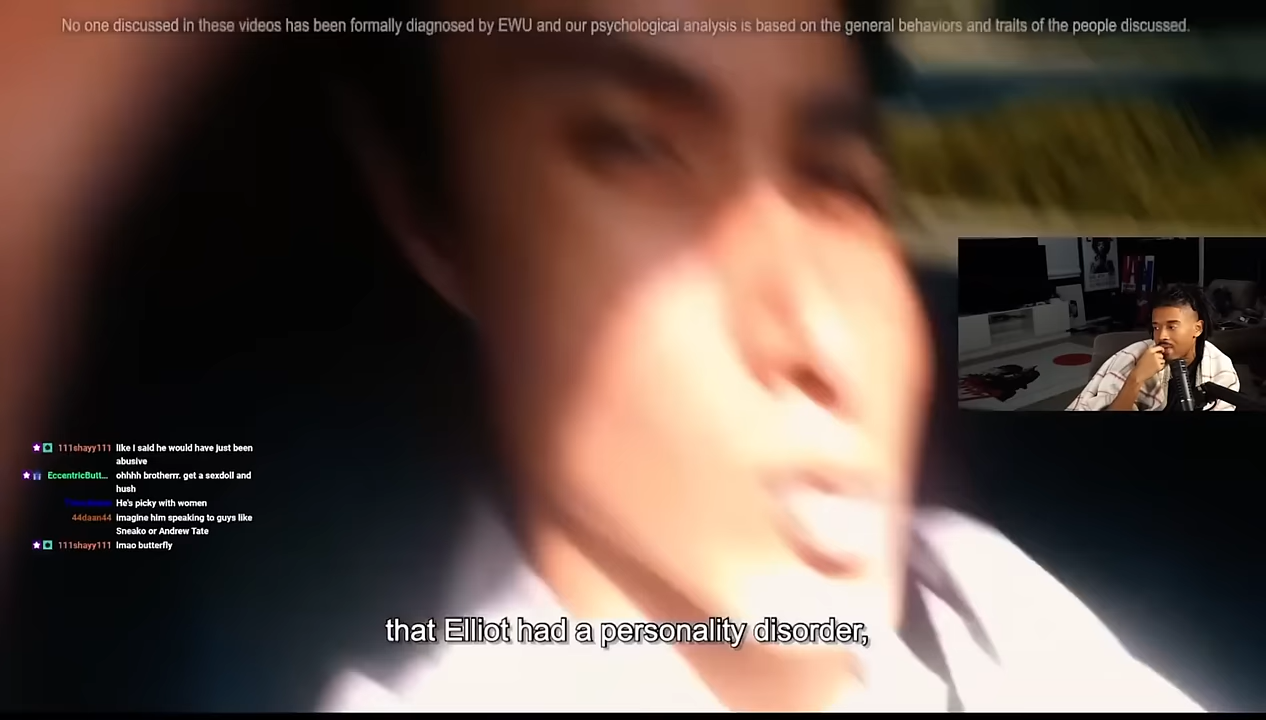 No one discussed in these videos has been formally diagnosed by EWU and our psychological analysis is based on the general behaviors and traits of the people discussed.
111shayy111 like I said he would have just been
abusive
EccentricButt... ohhhh brotherrr. get a sexdoll and
hush
He's picky with women
44daan44 Imagine him speaking to guys like
Sneako or Andrew Tate
111shayy111 lmao butterfly
that Elliot had a personality disorder,